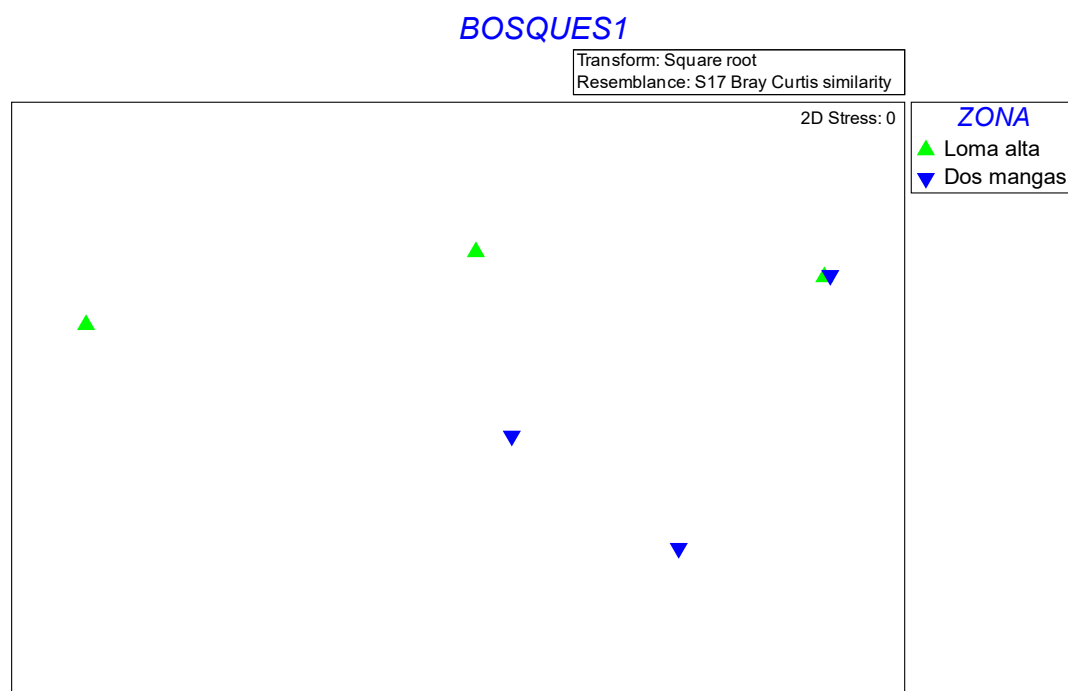 BOSQUES1
Transform: Square root
Resemblance: S17 Bray Curtis similarity
2D Stress: 0
ZONA
Loma alta
Dos mangas